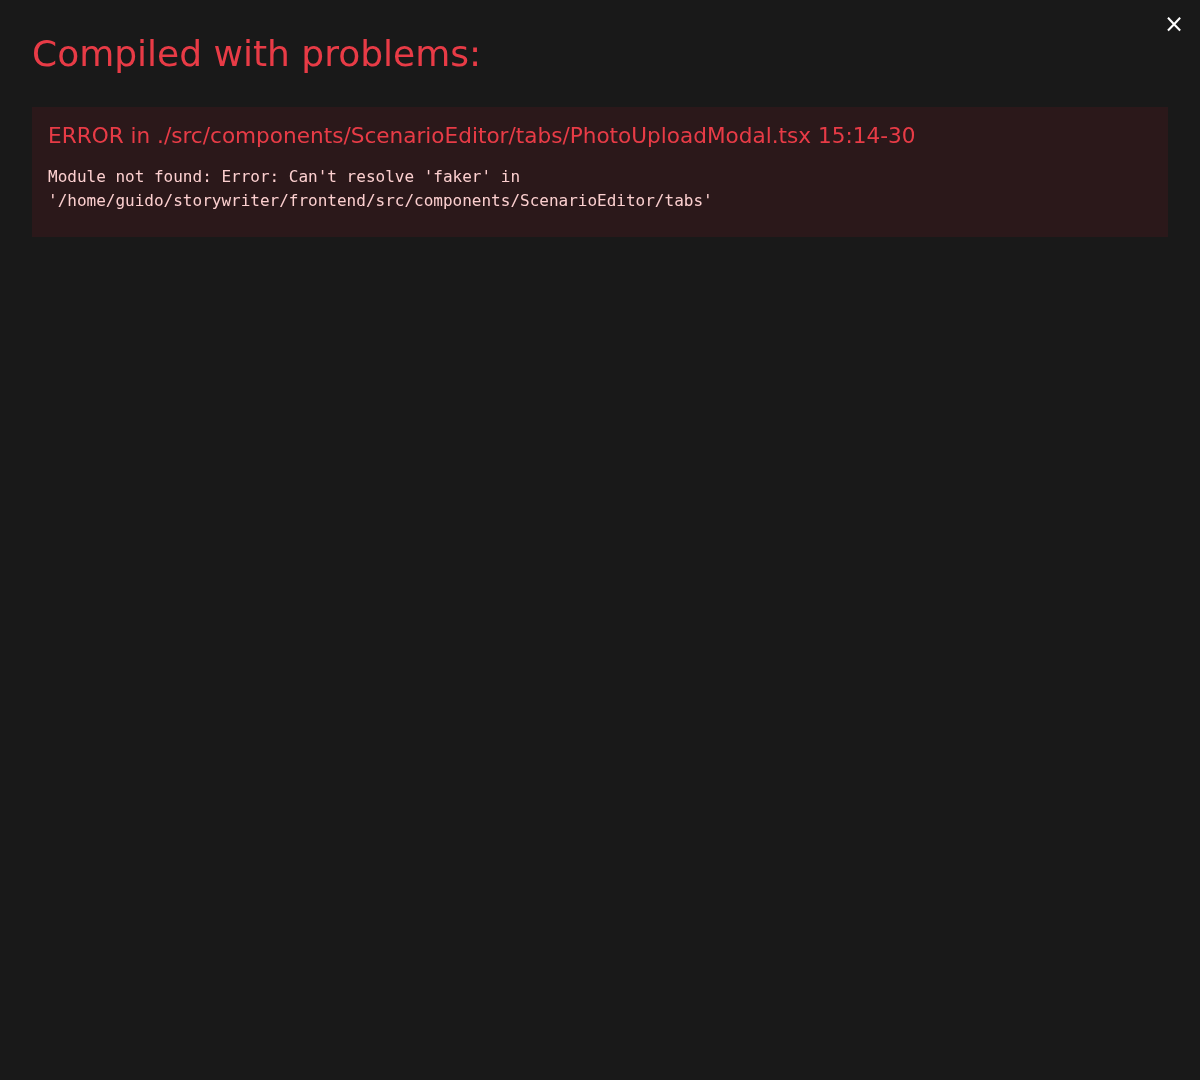 Compiled with problems:
×
ERROR in ./src/components/ScenarioEditor/tabs/PhotoUploadModal.tsx 15:14-30
Module not found: Error: Can't resolve 'faker' in
'/home/guido/storywriter/frontend/src/components/ScenarioEditor/tabs'